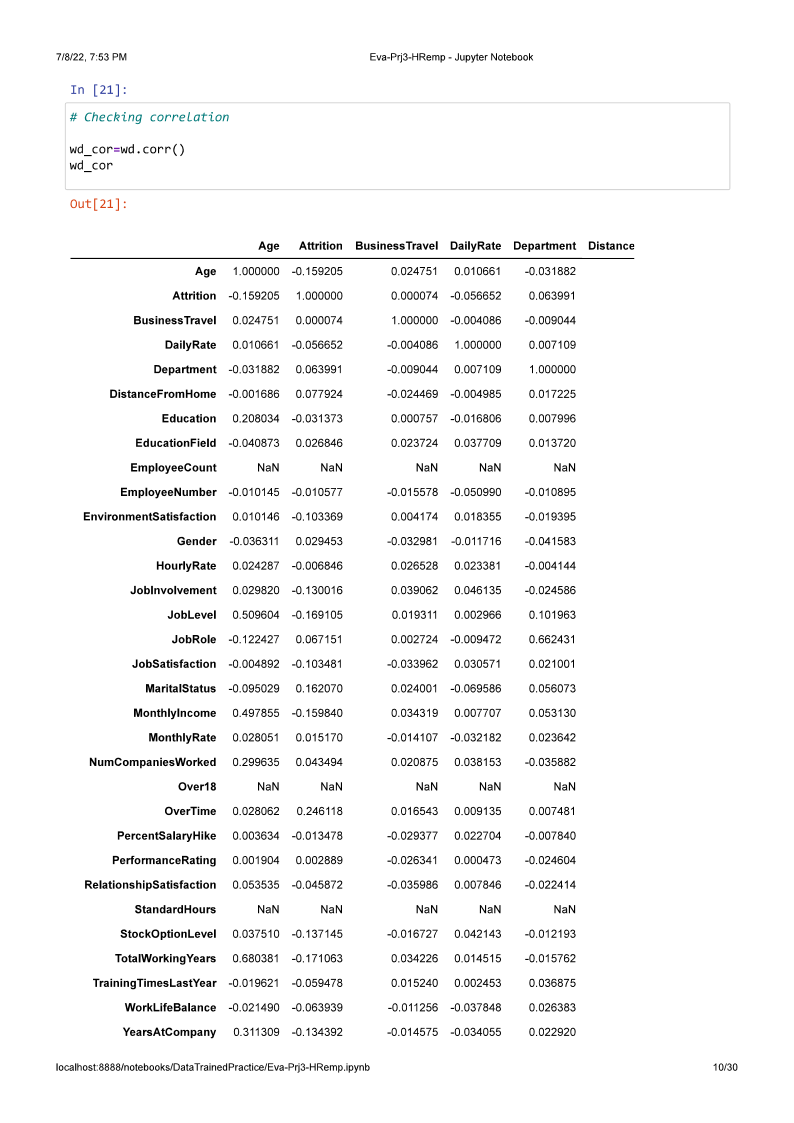 7/8/22, 7:53 PM Eva-Prj3-HRemp - Jupyter Notebook
In [21]:
# Checking correlation
wd_cor=wd.corr()
wd_cor
Out[21]:
Age Attrition BusinessTravel DailyRate Department Distance
Age 1.000000 -0.159205 0.024751 0.010661 -0.031882
Attrition -0.159205 1.000000 0.000074 -0.056652 0.063991
BusinessTravel 0.024751 0.000074 1.000000 -0.004086 -0.009044
DailyRate 0.010661 -0.056652 -0.004086 1.000000 0.007109
Department -0.031882 0.063991 -0.009044 0.007109 1.000000
DistanceFromHome -0.001686 0.077924 -0.024469 -0.004985 0.017225
Education 0.208034 -0.031373 0.000757 -0.016806 0.007996
EducationField -0.040873 0.026846 0.023724 0.037709 0.013720
EmployeeCount NaN NaN NaN NaN NaN
EmployeeNumber -0.010145 -0.010577 -0.015578 -0.050990 -0.010895
EnvironmentSatisfaction 0.010146 -0.103369 0.004174 0.018355 -0.019395
Gender -0.036311 0.029453 -0.032981 -0.011716 -0.041583
HourlyRate 0.024287 -0.006846 0.026528 0.023381 -0.004144
JobInvolvement 0.029820 -0.130016 0.039062 0.046135 -0.024586
JobLevel 0.509604 -0.169105 0.019311 0.002966 0.101963
JobRole -0.122427 0.067151 0.002724 -0.009472 0.662431
JobSatisfaction -0.004892 -0.103481 -0.033962 0.030571 0.021001
MaritalStatus -0.095029 0.162070 0.024001 -0.069586 0.056073
MonthlyIncome 0.497855 -0.159840 0.034319 0.007707 0.053130
MonthlyRate 0.028051 0.015170 -0.014107 -0.032182 0.023642
NumCompaniesWorked 0.299635 0.043494 0.020875 0.038153 -0.035882
Over18 NaN NaN NaN NaN NaN
OverTime 0.028062 0.246118 0.016543 0.009135 0.007481
PercentSalaryHike 0.003634 -0.013478 -0.029377 0.022704 -0.007840
PerformanceRating 0.001904 0.002889 -0.026341 0.000473 -0.024604
RelationshipSatisfaction 0.053535 -0.045872 -0.035986 0.007846 -0.022414
StandardHours NaN NaN NaN NaN NaN
StockOptionLevel 0.037510 -0.137145 -0.016727 0.042143 -0.012193
TotalWorkingYears 0.680381 -0.171063 0.034226 0.014515 -0.015762
TrainingTimesLastYear -0.019621 -0.059478 0.015240 0.002453 0.036875
WorkLifeBalance -0.021490 -0.063939 -0.011256 -0.037848 0.026383
YearsAtCompany 0.311309 -0.134392 -0.014575 -0.034055 0.022920
localhost:8888/notebooks/DataTrainedPractice/Eva-Prj3-HRemp.ipynb 10/30